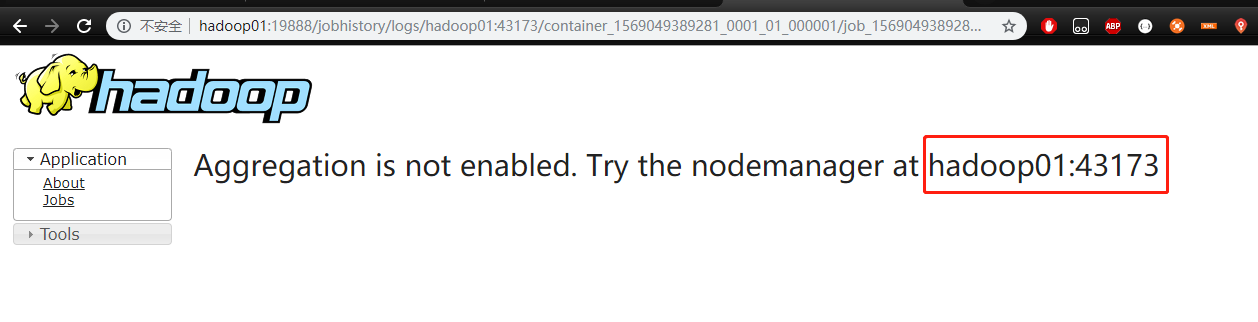 不安全 hadoop01:19888/jobhistory/logs/hadoop01:43173/container_1569049389281_0001_01_000001/job_156904938928...
ABP
XML
hadoop
Application
About
Jobs
Tools
Aggregation is not enabled. Try the nodemanager at hadoop01:43173